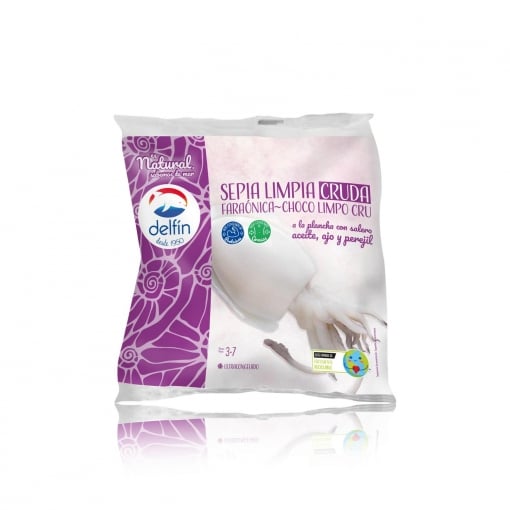 Natural.
sabemos de mar
delfín
desde 1950
SEPIA LIMPIA CRUDA
FARAÓNICA~CHOCO LIMPO CRU
a la plancha con salero
aceite, ajo y perejil
3-7
ULTRACONGELADO